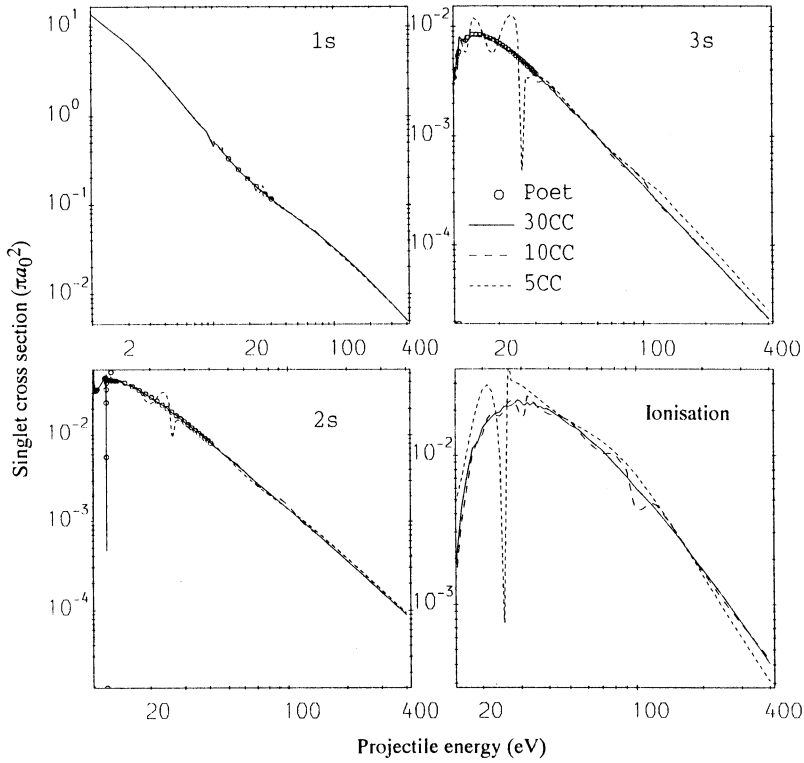 Singlet cross section (πa₀²)
10¹
10⁰
10⁻¹
10⁻²
1s
2 20 100 400
10⁻²
10⁻³
10⁻⁴
3s
Poet
30CC
10CC
5CC
20 100 400
10⁻²
10⁻³
10⁻⁴
2s
20 100 400
10⁻²
10⁻³
Ionisation
20 100 400
Projectile energy (eV)